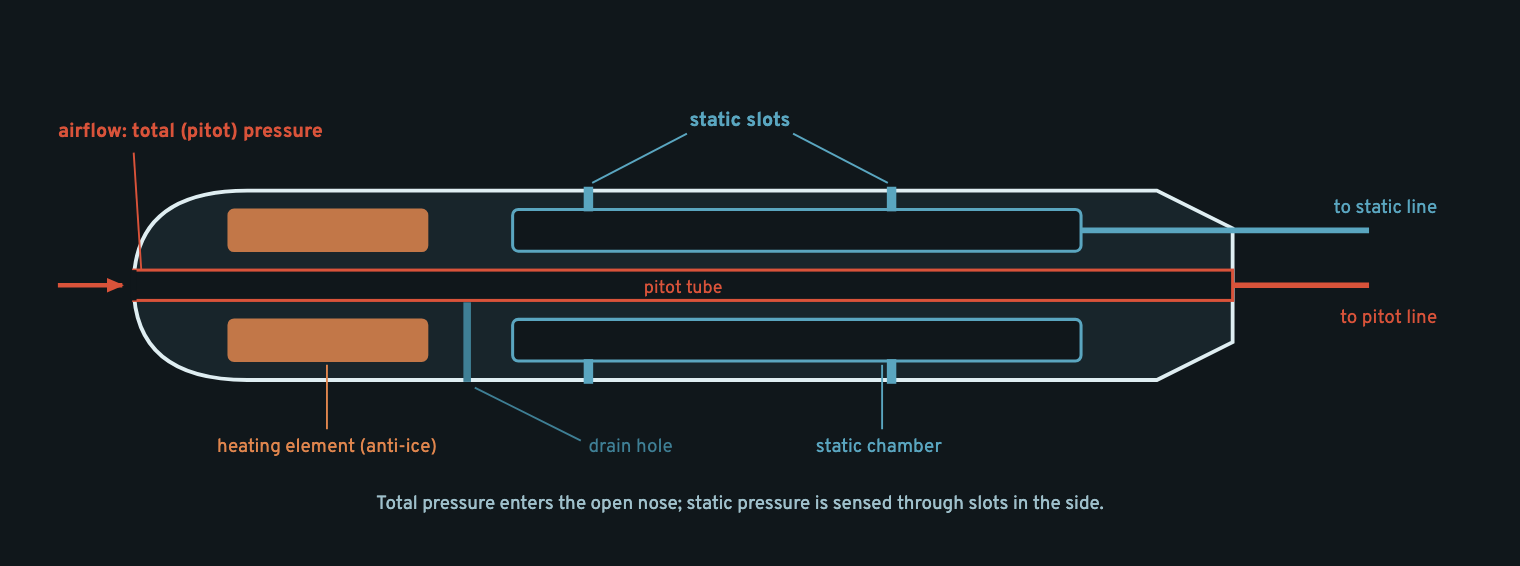 static slots
airflow: total (pitot) pressure
to static line
pitot tube
to pitot line
heating element (anti-ice)
drain hole
static chamber
Total pressure enters the open nose; static pressure is sensed through slots in the side.